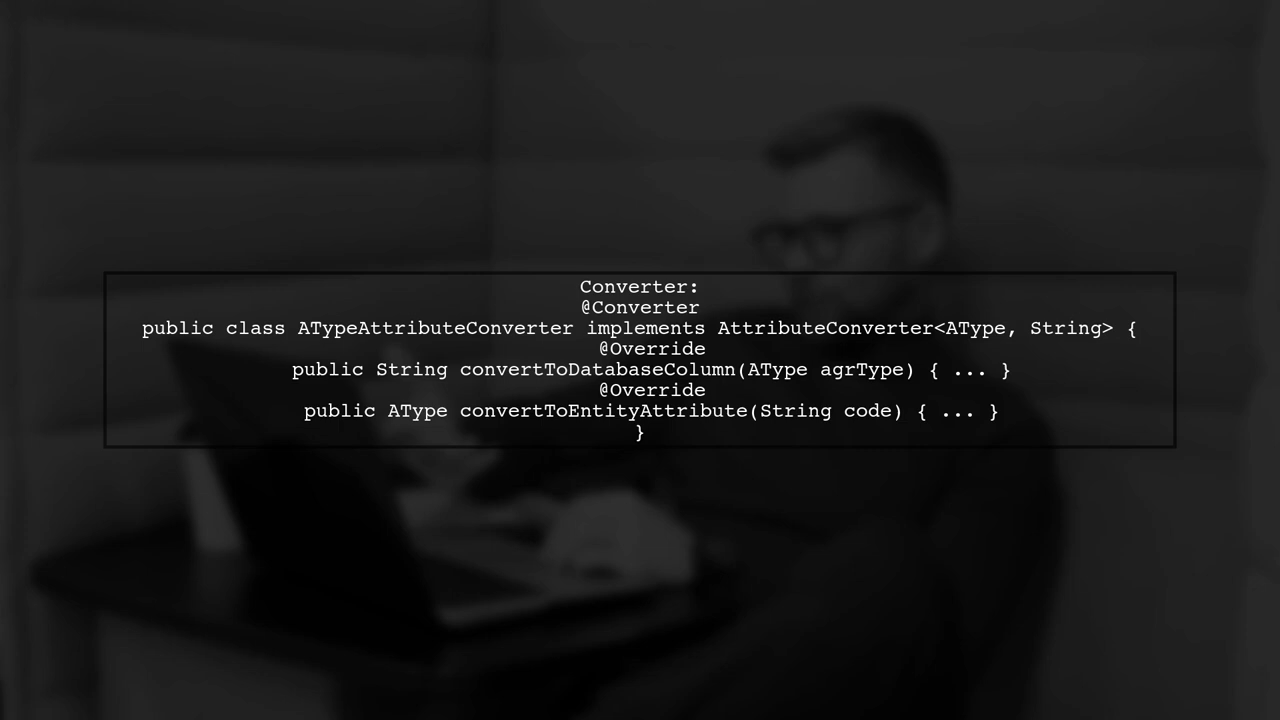 Converter:
@Converter
public class ATypeAttributeConverter implements AttributeConverter<AType, String> {
@Override
public String convertToDatabaseColumn(AType agrType) { ... }
@Override
public AType convertToEntityAttribute(String code) { ... }
}